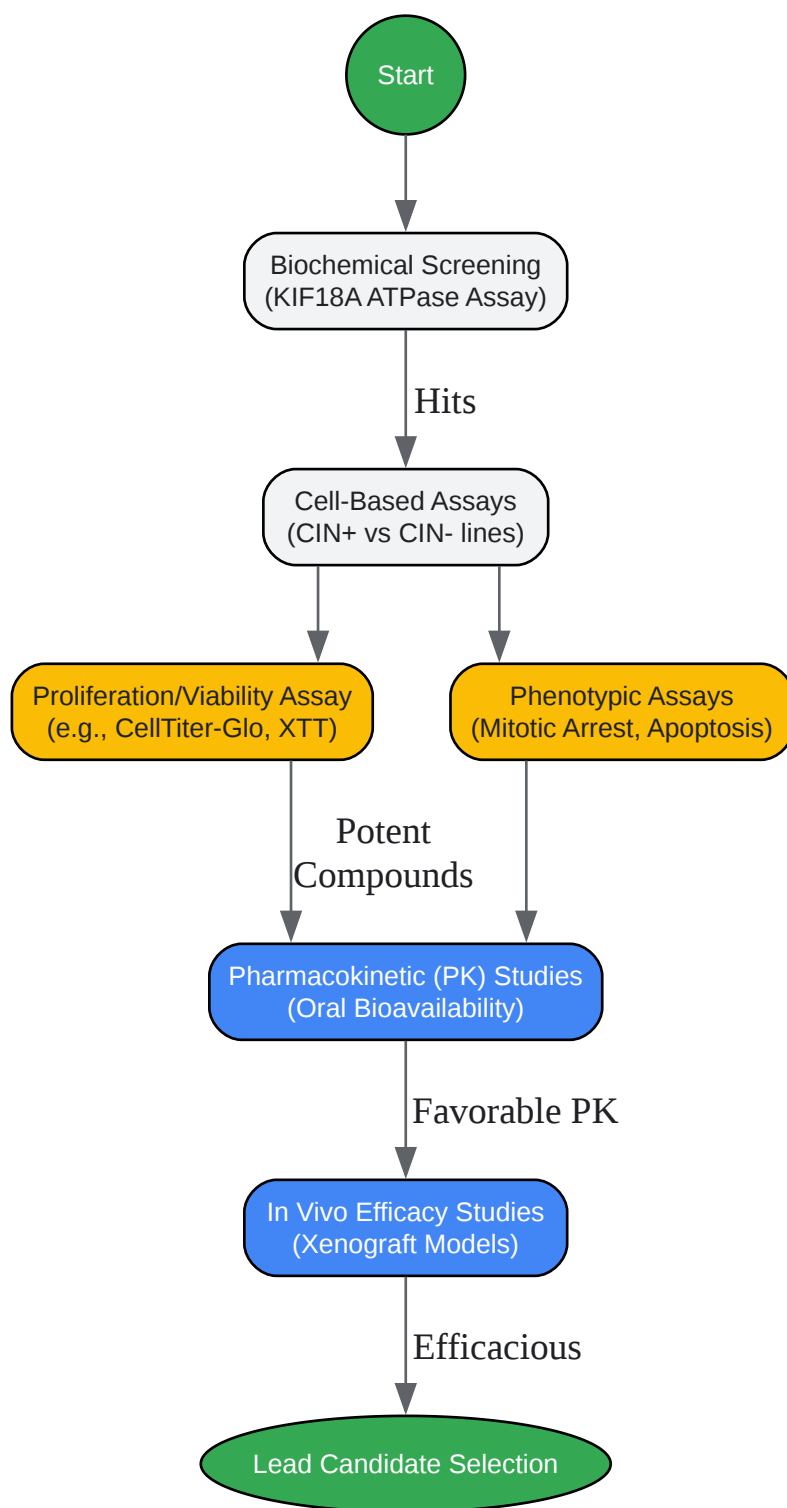 Start
Biochemical Screening
(KIF18A ATPase Assay)
Hits
Cell-Based Assays
(CIN+ vs CIN- lines)
Proliferation/Viability Assay
(e.g., CellTiter-Glo, XTT)
Phenotypic Assays
(Mitotic Arrest, Apoptosis)
Potent
Compounds
Pharmacokinetic (PK) Studies
(Oral Bioavailability)
Favorable PK
In Vivo Efficacy Studies
(Xenograft Models)
Efficacious
Lead Candidate Selection